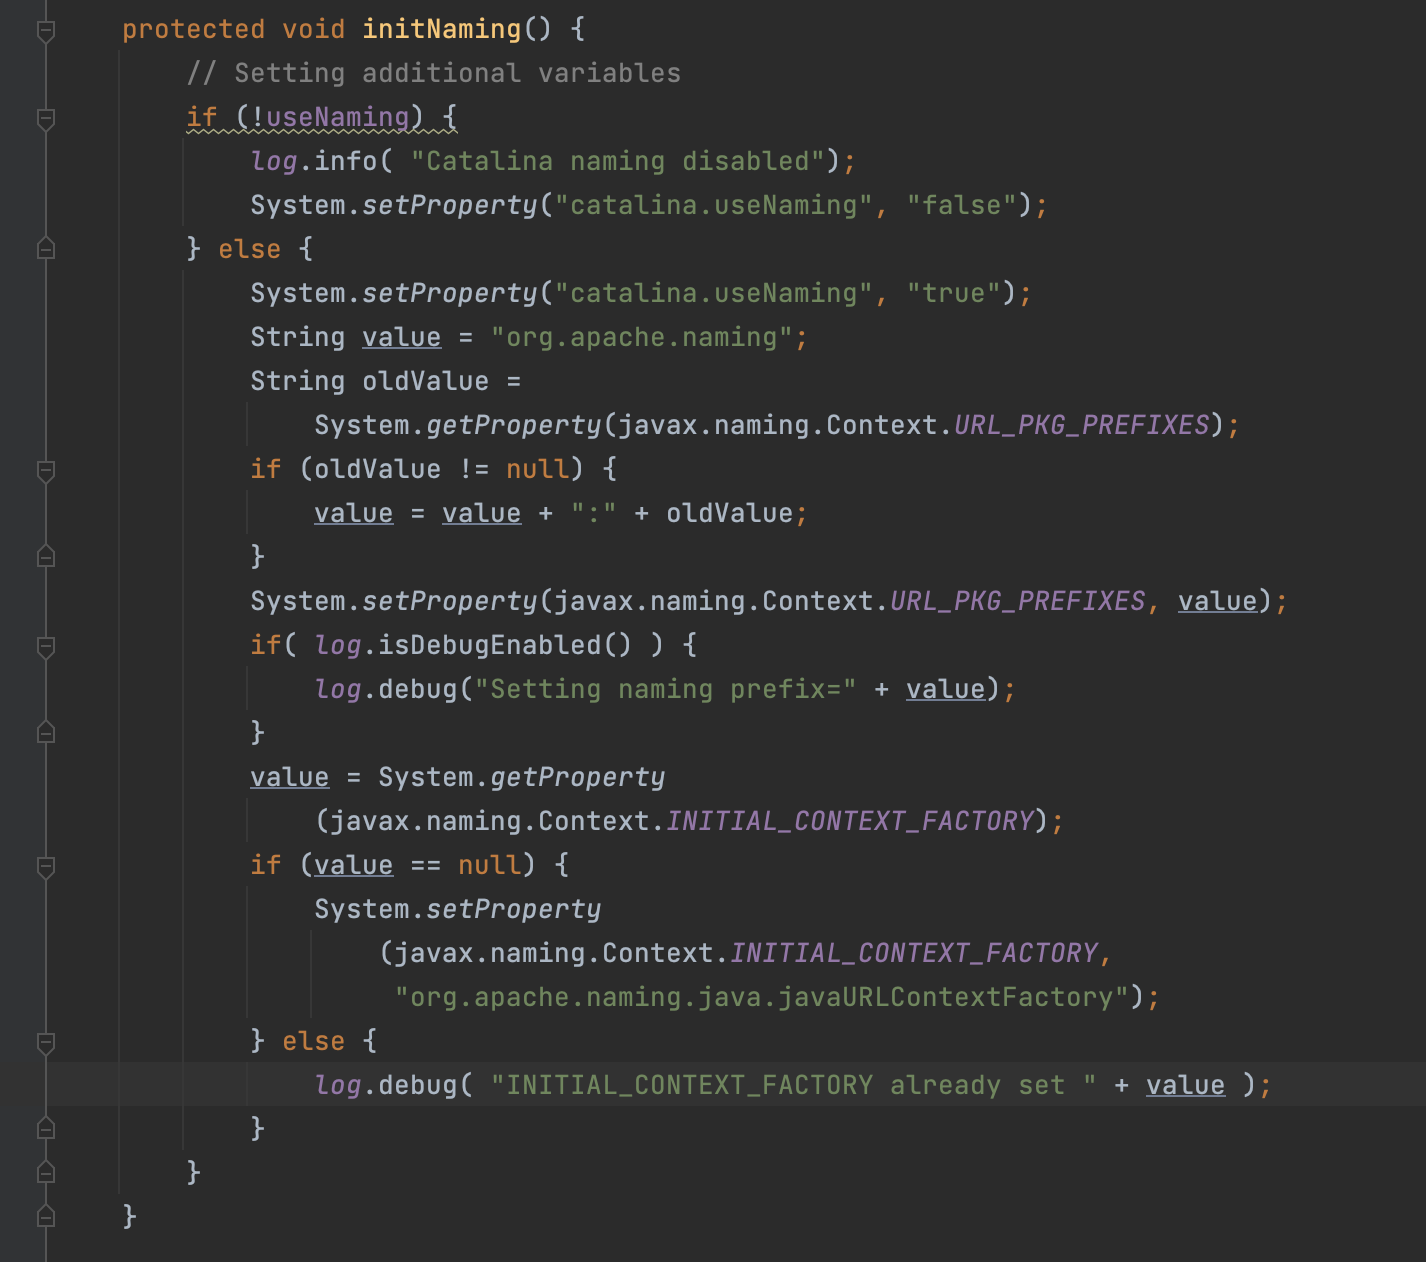 protected void initNaming() {
// Setting additional variables
if (!useNaming) {
log.info( "Catalina naming disabled");
System.setProperty("catalina.useNaming", "false");
} else {
System.setProperty("catalina.useNaming", "true");
String value = "org.apache.naming";
String oldValue =
System.getProperty(javax.naming.Context.URL_PKG_PREFIXES);
if (oldValue != null) {
value = value + ":" + oldValue;
}
System.setProperty(javax.naming.Context.URL_PKG_PREFIXES, value);
if( log.isDebugEnabled() ) {
log.debug("Setting naming prefix=" + value);
}
value = System.getProperty
(javax.naming.Context.INITIAL_CONTEXT_FACTORY);
if (value == null) {
System.setProperty
(javax.naming.Context.INITIAL_CONTEXT_FACTORY,
"org.apache.naming.java.javaURLContextFactory");
} else {
log.debug( "INITIAL_CONTEXT_FACTORY already set " + value );
}
}
}